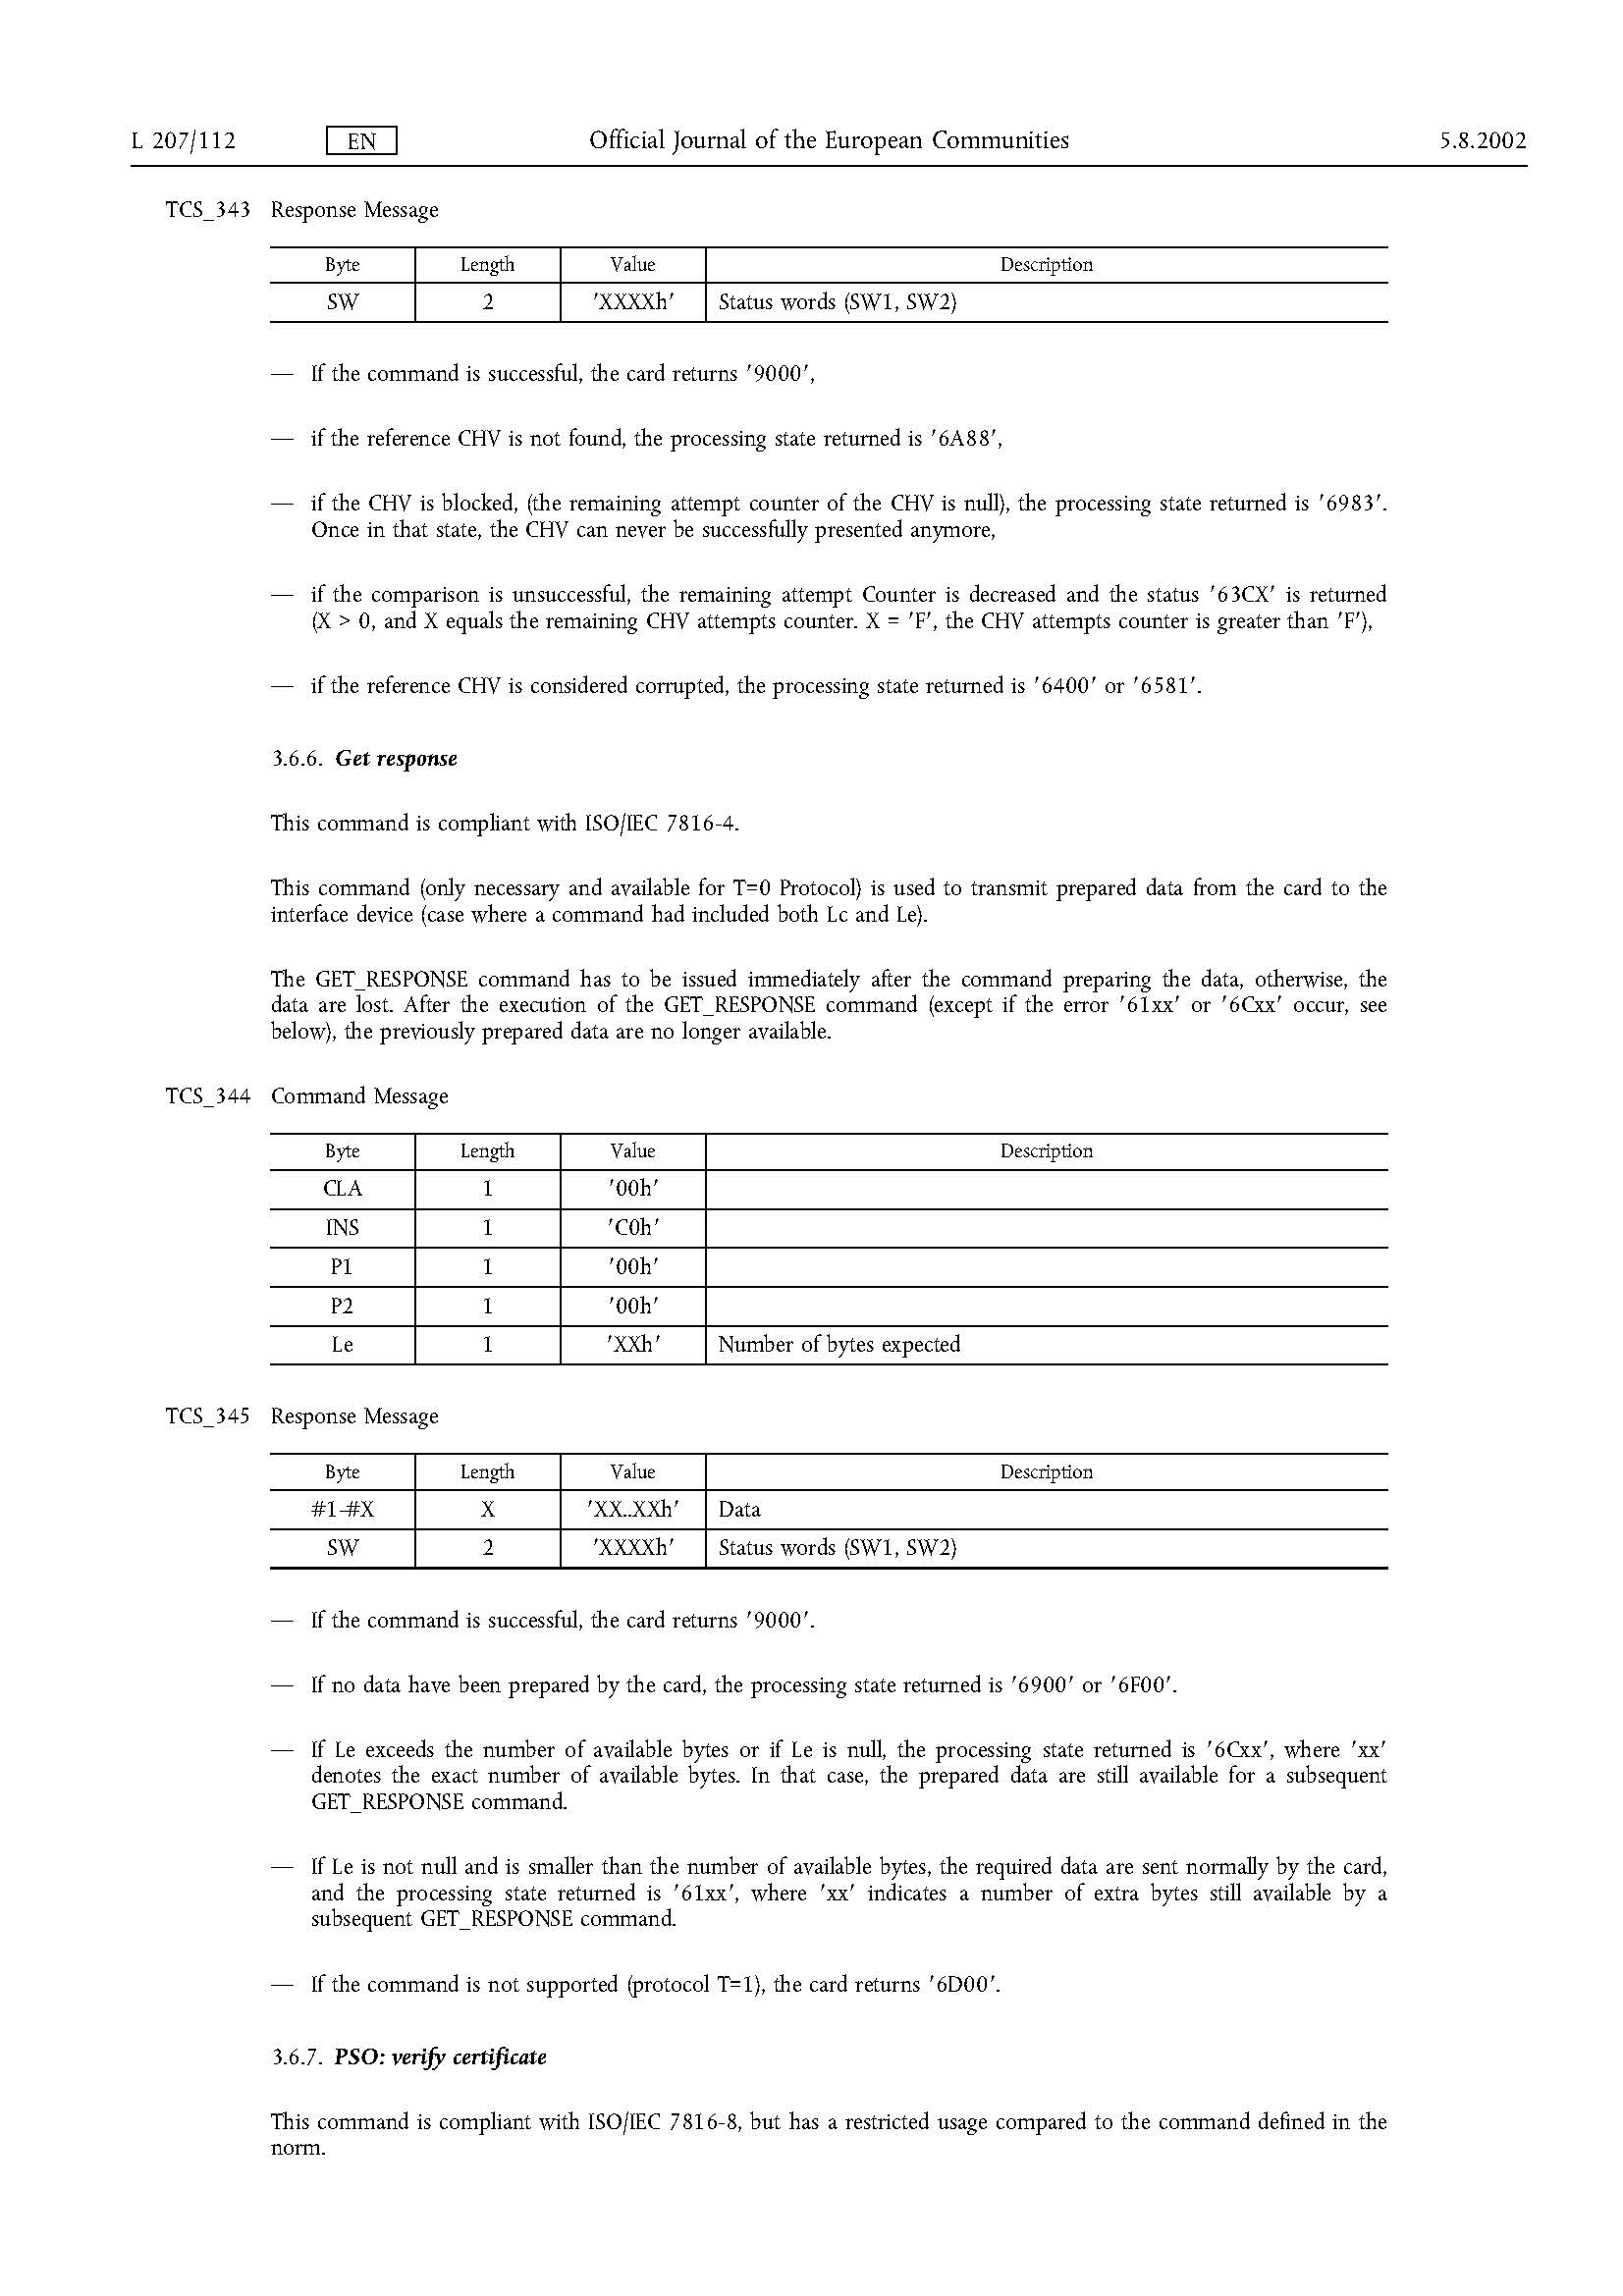 L 207/112 EN Official Journal of the European Communities 5.8.2002
TCS_343 Response Message
Byte Length Value Description
SW 2 'XXXXh' Status words (SW1, SW2)
— If the command is successful, the card returns '9000',
— if the reference CHV is not found, the processing state returned is '6A88',
— if the CHV is blocked, (the remaining attempt counter of the CHV is null), the processing state returned is '6983'.
Once in that state, the CHV can never be successfully presented anymore,
— if the comparison is unsuccessful, the remaining attempt Counter is decreased and the status '63CX' is returned
(X > 0, and X equals the remaining CHV attempts counter. X = 'F', the CHV attempts counter is greater than 'F'),
— if the reference CHV is considered corrupted, the processing state returned is '6400' or '6581'.
3.6.6. Get response
This command is compliant with ISO/IEC 7816-4.
This command (only necessary and available for T=0 Protocol) is used to transmit prepared data from the card to the
interface device (case where a command had included both Lc and Le).
The GET_RESPONSE command has to be issued immediately after the command preparing the data, otherwise, the
data are lost. After the execution of the GET_RESPONSE command (except if the error '61xx' or '6Cxx' occur, see
below), the previously prepared data are no longer available.
TCS_344 Command Message
Byte Length Value Description
CLA 1 '00h'
INS 1 'C0h'
P1 1 '00h'
P2 1 '00h'
Le 1 'XXh' Number of bytes expected
TCS_345 Response Message
Byte Length Value Description
#1-#X X 'XX..XXh' Data
SW 2 'XXXXh' Status words (SW1, SW2)
— If the command is successful, the card returns '9000'.
— If no data have been prepared by the card, the processing state returned is '6900' or '6F00'.
— If Le exceeds the number of available bytes or if Le is null, the processing state returned is '6Cxx', where 'xx'
denotes the exact number of available bytes. In that case, the prepared data are still available for a subsequent
GET_RESPONSE command.
— If Le is not null and is smaller than the number of available bytes, the required data are sent normally by the card,
and the processing state returned is '61xx', where 'xx' indicates a number of extra bytes still available by a
subsequent GET_RESPONSE command.
— If the command is not supported (protocol T=1), the card returns '6D00'.
3.6.7. PSO: verify certificate
This command is compliant with ISO/IEC 7816-8, but has a restricted usage compared to the command defined in the
norm.